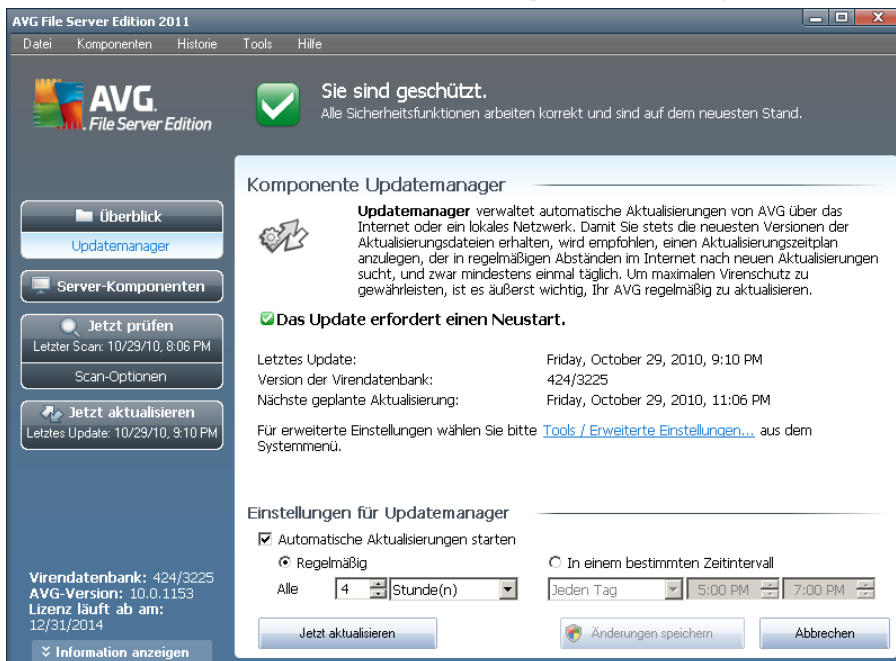 AVG File Server Edition 2011
Datei Komponenten Historie Tools Hilfe
AVG.
File Server Edition
Sie sind geschützt.
Alle Sicherheitsfunktionen arbeiten korrekt und sind auf dem neuesten Stand.
Überblick
Updatemanager
Server-Komponenten
Jetzt prüfen
Letzter Scan: 10/29/10, 8:06 PM
Scan-Optionen
Jetzt aktualisieren
Letztes Update: 10/29/10, 9:10 PM
Virendatenbank: 424/3225
AVG-Version: 10.0.1153
Lizenz läuft ab am:
12/31/2014
Information anzeigen
Komponente Updatemanager
Updatemanager verwaltet automatische Aktualisierungen von AVG über das
Internet oder ein lokales Netzwerk. Damit Sie stets die neuesten Versionen der
Aktualisierungsdateien erhalten, wird empfohlen, einen Aktualisierungszeitplan
anzulegen, der in regelmäßigen Abständen im Internet nach neuen Aktualisierungen
sucht, und zwar mindestens einmal täglich. Um maximalen Virenschutz zu
gewährleisten, ist es äußerst wichtig, Ihr AVG regelmäßig zu aktualisieren.
Das Update erfordert einen Neustart.
Letztes Update: Friday, October 29, 2010, 9:10 PM
Version der Virendatenbank: 424/3225
Nächste geplante Aktualisierung: Friday, October 29, 2010, 11:06 PM
Für erweiterte Einstellungen wählen Sie bitte Tools / Erweiterte Einstellungen... aus dem
Systemmenü.
Einstellungen für Updatemanager
Automatische Aktualisierungen starten
Regelmäßig In einem bestimmten Zeitintervall
Alle 4 Stunde(n) Jeden Tag 5:00 PM 7:00 PM
Jetzt aktualisieren Änderungen speichern Abbrechen